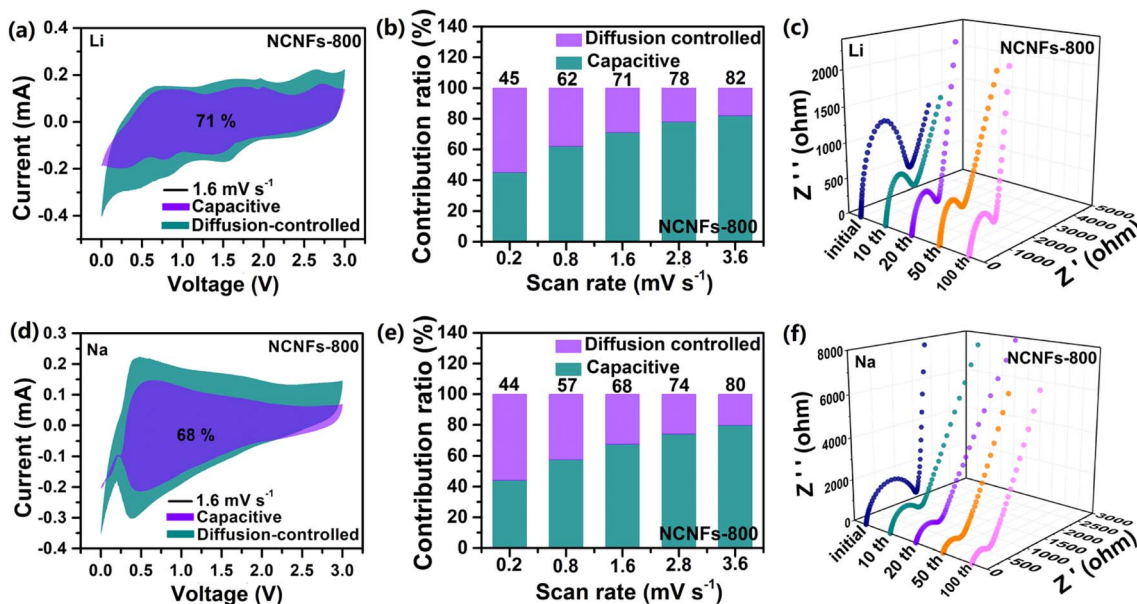 (a)
Li
NCNFs-800
0.4
0.2
0.0
-0.2
-0.4
Current (mA)
71 %
1.6 mV s⁻¹
Capacitive
Diffusion-controlled
0.0 0.5 1.0 1.5 2.0 2.5 3.0
Voltage (V)
(b)
140
120
100
80
60
40
20
0
Contribution ratio (%)
Diffusion controlled
Capacitive
45 62 71 78 82
NCNFs-800
0.2 0.8 1.6 2.8 3.6
Scan rate (mV s⁻¹)
(c)
Li
NCNFs-800
2000
1500
1000
500
0
Z'' (ohm)
initial
10 th
20 th
50 th
100 th
0
1000
2000
3000
4000
5000
Z' (ohm)
(d)
Na
NCNFs-800
0.3
0.2
0.1
0.0
-0.1
-0.2
-0.3
-0.4
Current (mA)
68 %
1.6 mV s⁻¹
Capacitive
Diffusion-controlled
0.0 0.5 1.0 1.5 2.0 2.5 3.0
Voltage (V)
(e)
140
120
100
80
60
40
20
0
Contribution ratio (%)
Diffusion controlled
Capacitive
44 57 68 74 80
NCNFs-800
0.2 0.8 1.6 2.8 3.6
Scan rate (mV s⁻¹)
(f)
Na
NCNFs-800
8000
6000
4000
2000
0
Z'' (ohm)
initial
10 th
20 th
50 th
100 th
0
500
1000
1500
2000
2500
3000
Z' (ohm)